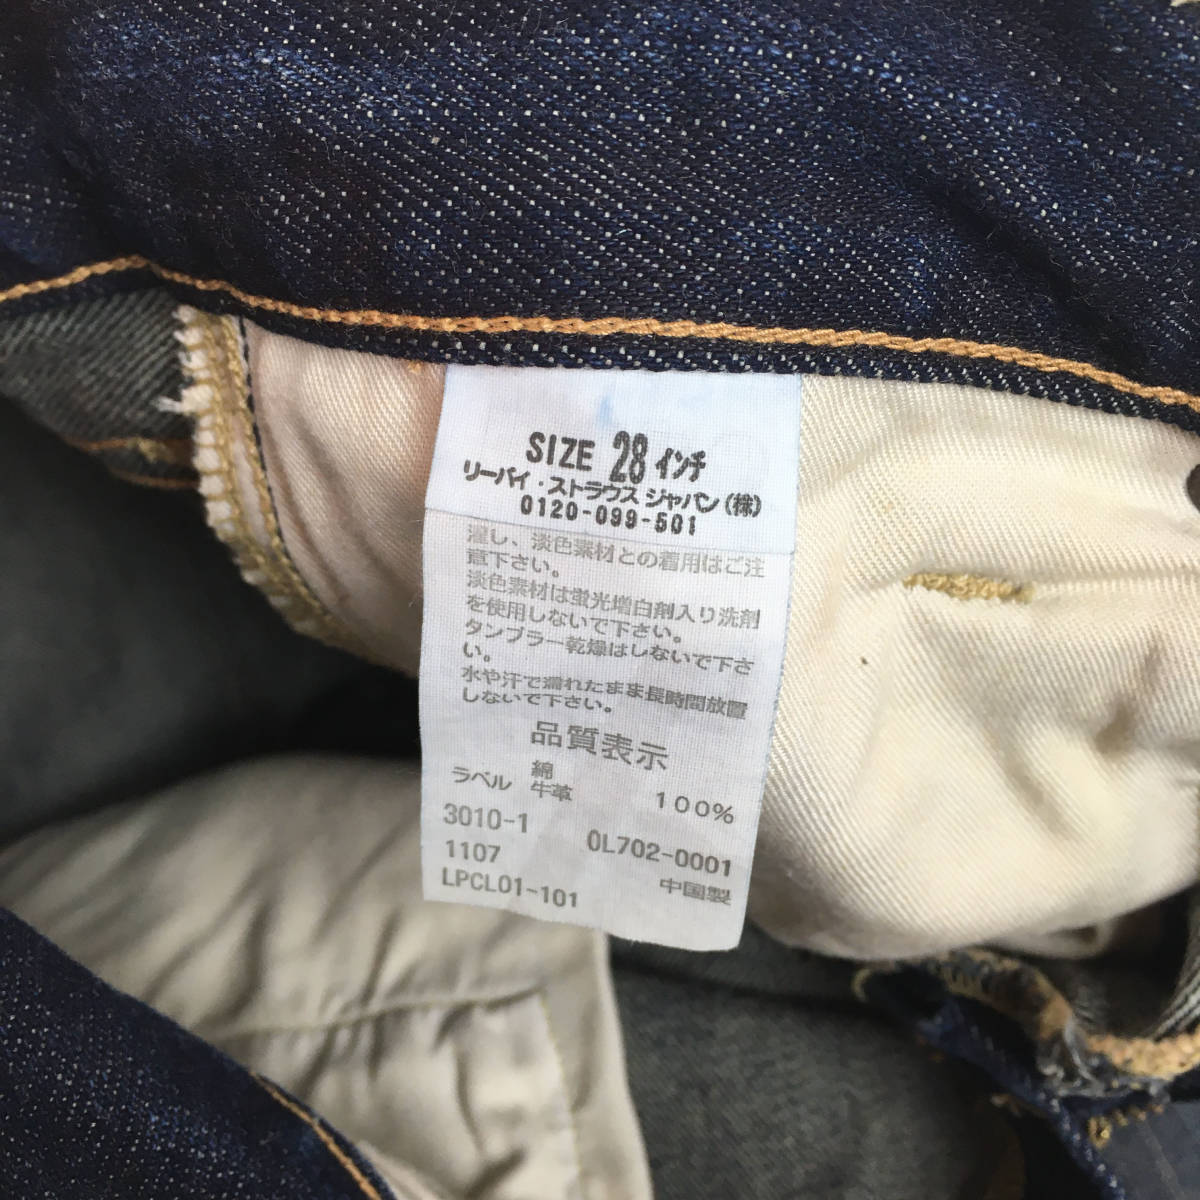 SIZE 28 インチ
リーバイ・ストラウス ジャパン(株)
0120-099-501
濯し、淡色素材との着用はご注
意下さい。
淡色素材は蛍光増白剤入り洗剤
を使用しないで下さい。
タンブラー乾燥はしないで下さ
い。
水や汗で濡れたまま長時間放置
しないで下さい。
品質表示
綿 100%
ラベル 牛革
3010-1
0L702-0001
1107
中国製
LPCL01-101